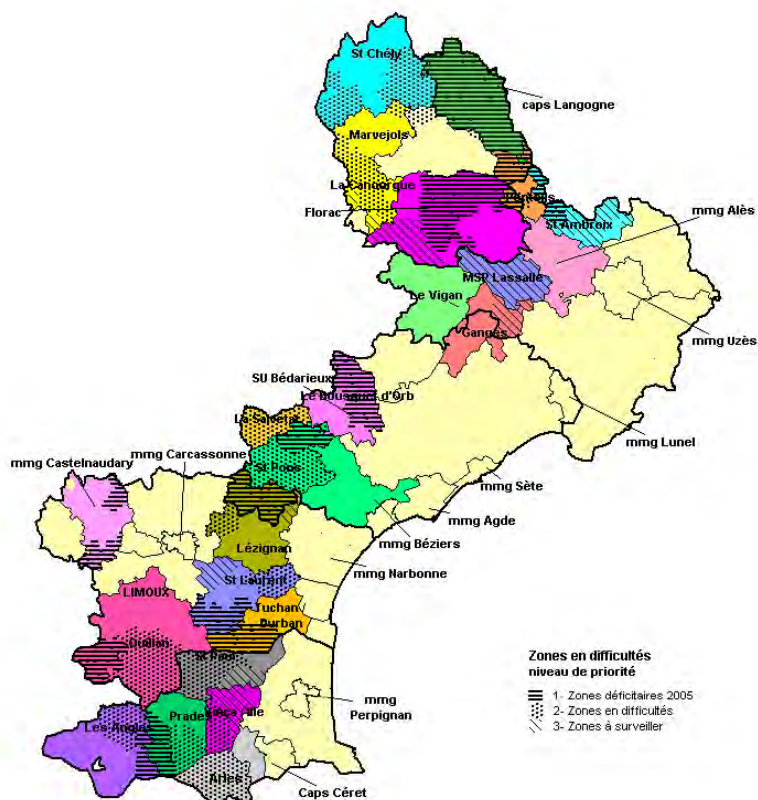 St Chély
caps Langogne
Marvejols
La Canourgue
Florac
St Ambroix
mmg Alès
MSP Lassalle
Le Vigan
Ganges
mmg Uzès
SU Bédarieux
Le Bousquet d'Orb
mmg Lunel
mmg Carcassonne
mmg Castelnaudary
St Pons
mmg Sète
mmg Agde
mmg Béziers
Lézignan
mmg Narbonne
St Laurent
LIMOUX
Tuchan
Durban
Quillan
Zones en difficultés
niveau de priorité
1- Zones déficitaires 2005
2- Zones en difficultés
3- Zones à surveiller
mmg
Perpignan
Prades
Les Angles
Arles
Caps Céret